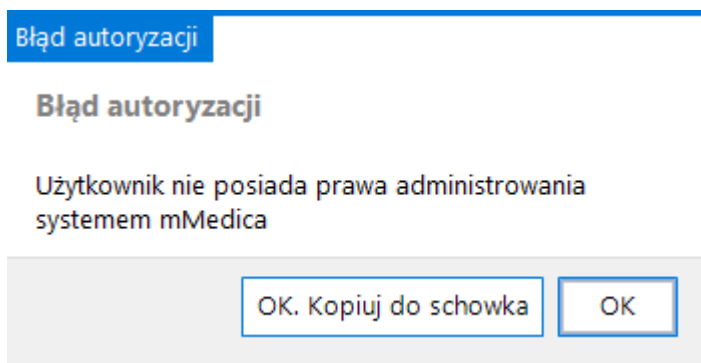 Błąd autoryzacji
Błąd autoryzacji
Użytkownik nie posiada prawa administrowania
systemem mMedica
OK. Kopiuj do schowka
OK